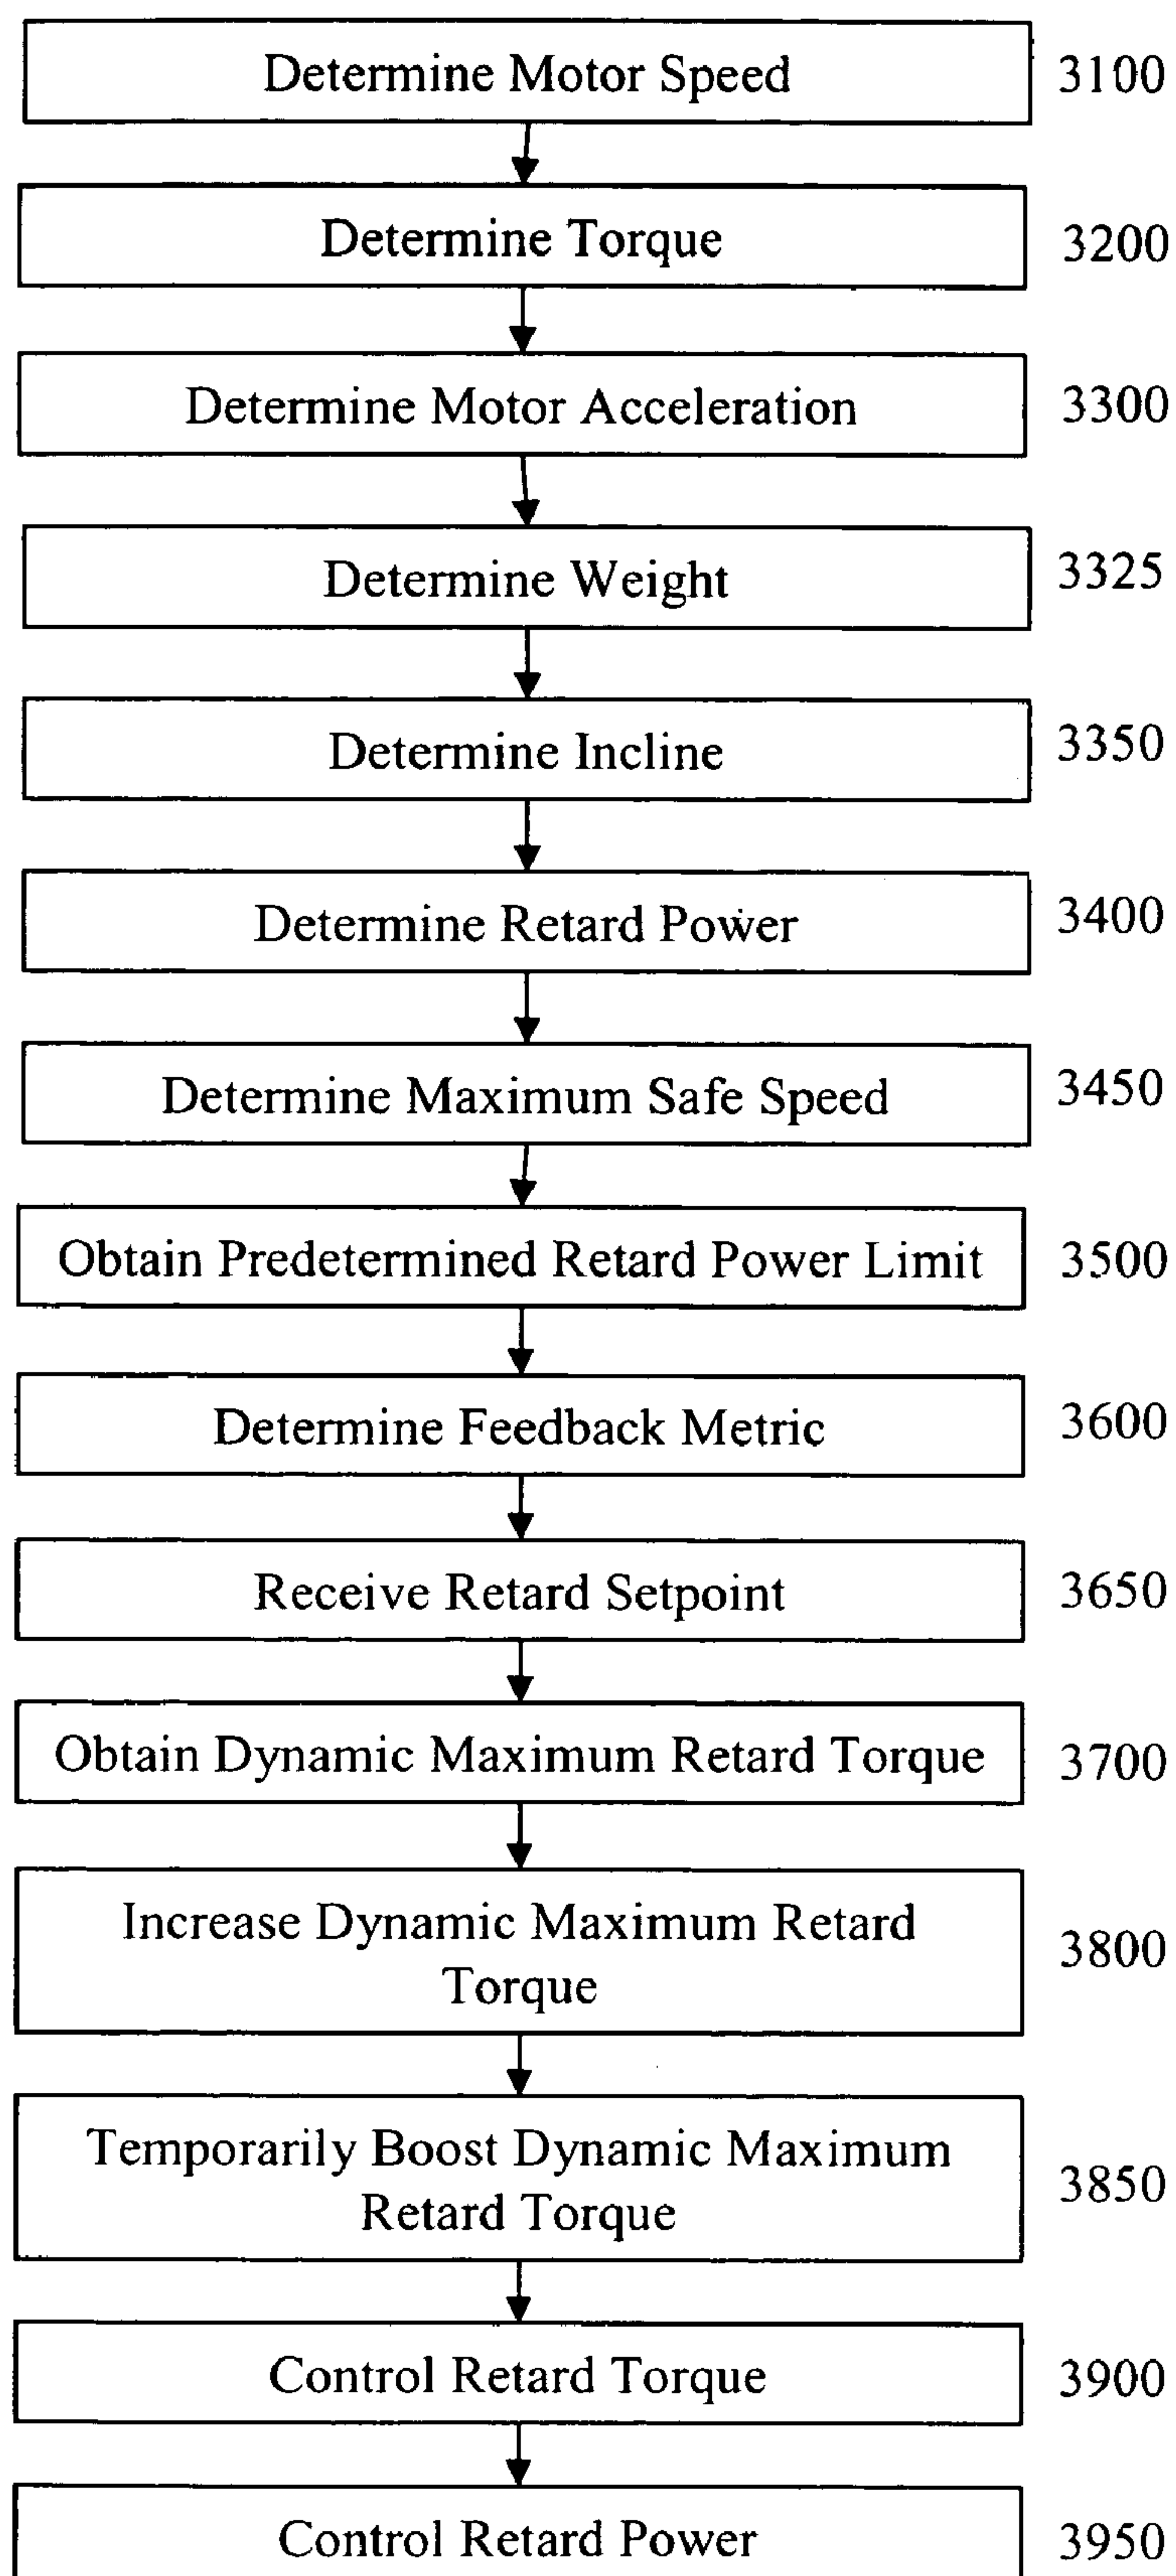 Determine Motor Speed 3100
Determine Torque 3200
Determine Motor Acceleration 3300
Determine Weight 3325
Determine Incline 3350
Determine Retard Power 3400
Determine Maximum Safe Speed 3450
Obtain Predetermined Retard Power Limit 3500
Determine Feedback Metric 3600
Receive Retard Setpoint 3650
Obtain Dynamic Maximum Retard Torque 3700
Increase Dynamic Maximum Retard
Torque
3800
Temporarily Boost Dynamic Maximum
Retard Torque
3850
Control Retard Torque 3900
Control Retard Power 3950